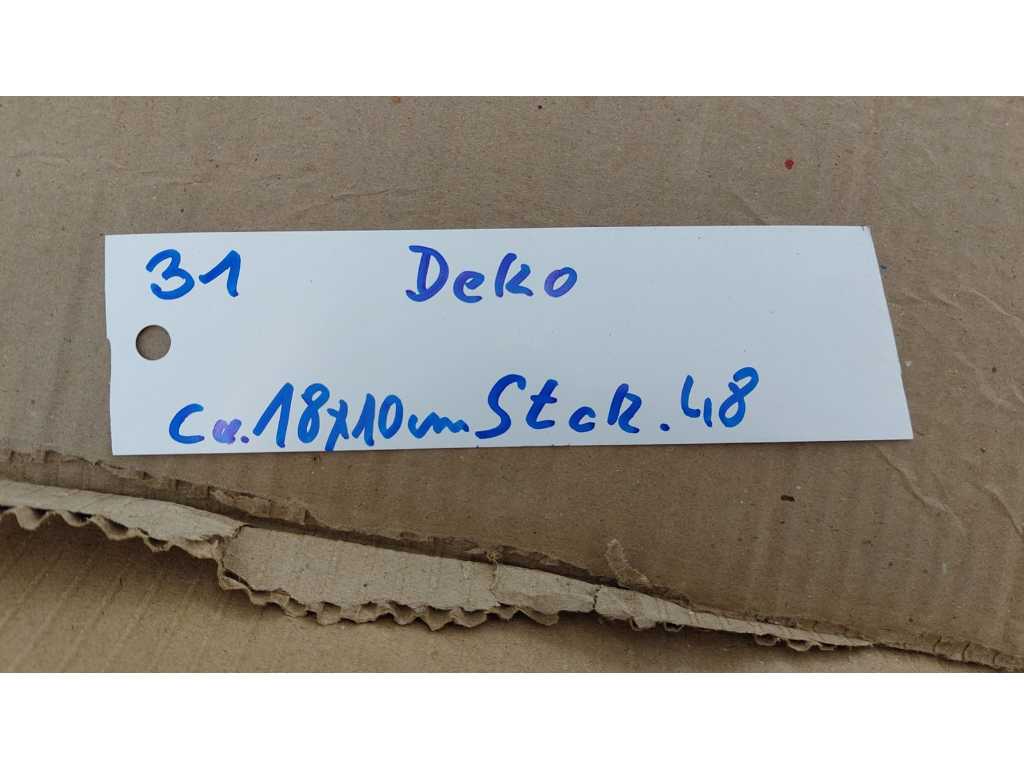 31 Deko
ca. 18x10cm Stck. 48